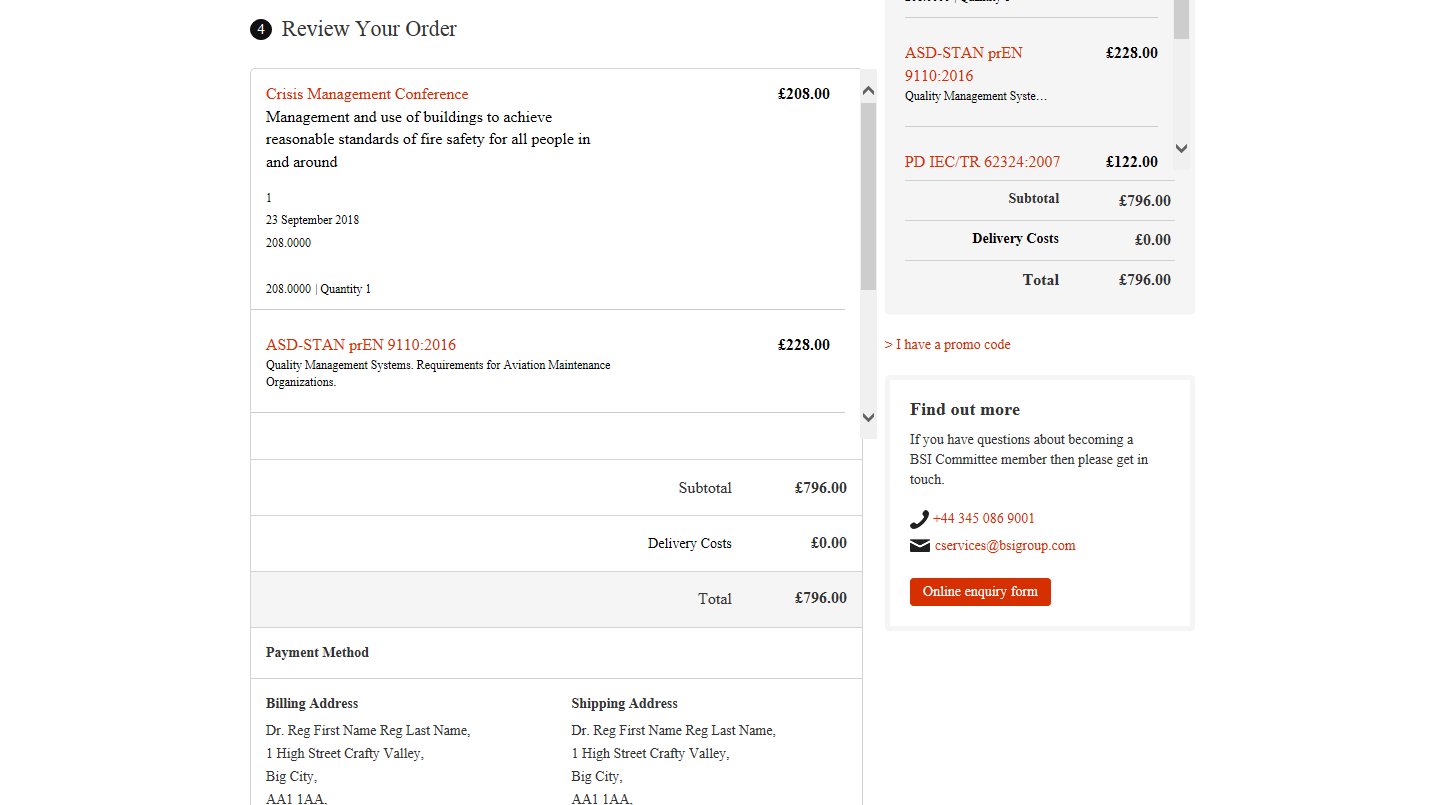 4 Review Your Order
Crisis Management Conference £208.00
Management and use of buildings to achieve
reasonable standards of fire safety for all people in
and around
1
23 September 2018
208.0000
208.0000 | Quantity 1
ASD-STAN prEN 9110:2016 £228.00
Quality Management Systems. Requirements for Aviation Maintenance
Organizations.
Subtotal £796.00
Delivery Costs £0.00
Total £796.00
Payment Method
Billing Address
Dr. Reg First Name Reg Last Name,
1 High Street Crafty Valley,
Big City,
AA1 1AA,
Shipping Address
Dr. Reg First Name Reg Last Name,
1 High Street Crafty Valley,
Big City,
AA1 1AA,
ASD-STAN prEN £228.00
9110:2016
Quality Management Syste…
PD IEC/TR 62324:2007 £122.00
Subtotal £796.00
Delivery Costs £0.00
Total £796.00
> I have a promo code
Find out more
If you have questions about becoming a
BSI Committee member then please get in
touch.
+44 345 086 9001
cservices@bsigroup.com
Online enquiry form